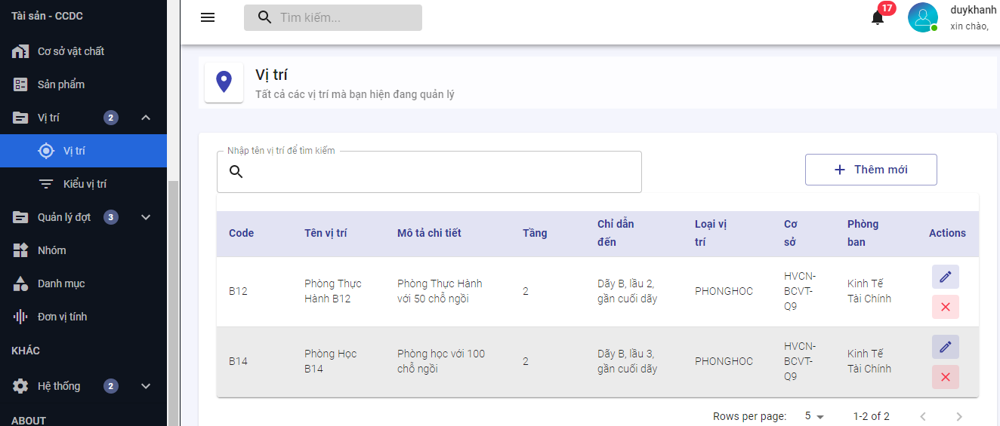 Tài sản - CCDC
Cơ sở vật chất
Sản phẩm
Vị trí 2
Vị trí
Kiểu vị trí
Quản lý đợt 3
Nhóm
Danh mục
Đơn vị tính
KHÁC
Hệ thống 2
ABOUT
Tìm kiếm...
17
duykhanh
xin chào,
Vị trí
Tất cả các vị trí mà bạn hiện đang quản lý
Nhập tên vị trí để tìm kiếm
Thêm mới
Code Tên vị trí Mô tả chi tiết Tầng Chỉ dẫn Loại vị Cơ Phòng Actions
đến trí sở ban
B12 Phòng Thực Phòng Thực Hành 2 Dãy B, lầu 2, PHONGHOC HVCN- Kinh Tế
Hành B12 với 50 chỗ ngồi gần cuối dãy BCVT- Tài Chính
Q9
B14 Phòng Học Phòng học với 100 2 Dãy B, lầu 3, PHONGHOC HVCN- Kinh Tế
B14 chỗ ngồi gần cuối dãy BCVT- Tài Chính
Q9
Rows per page: 5 1-2 of 2